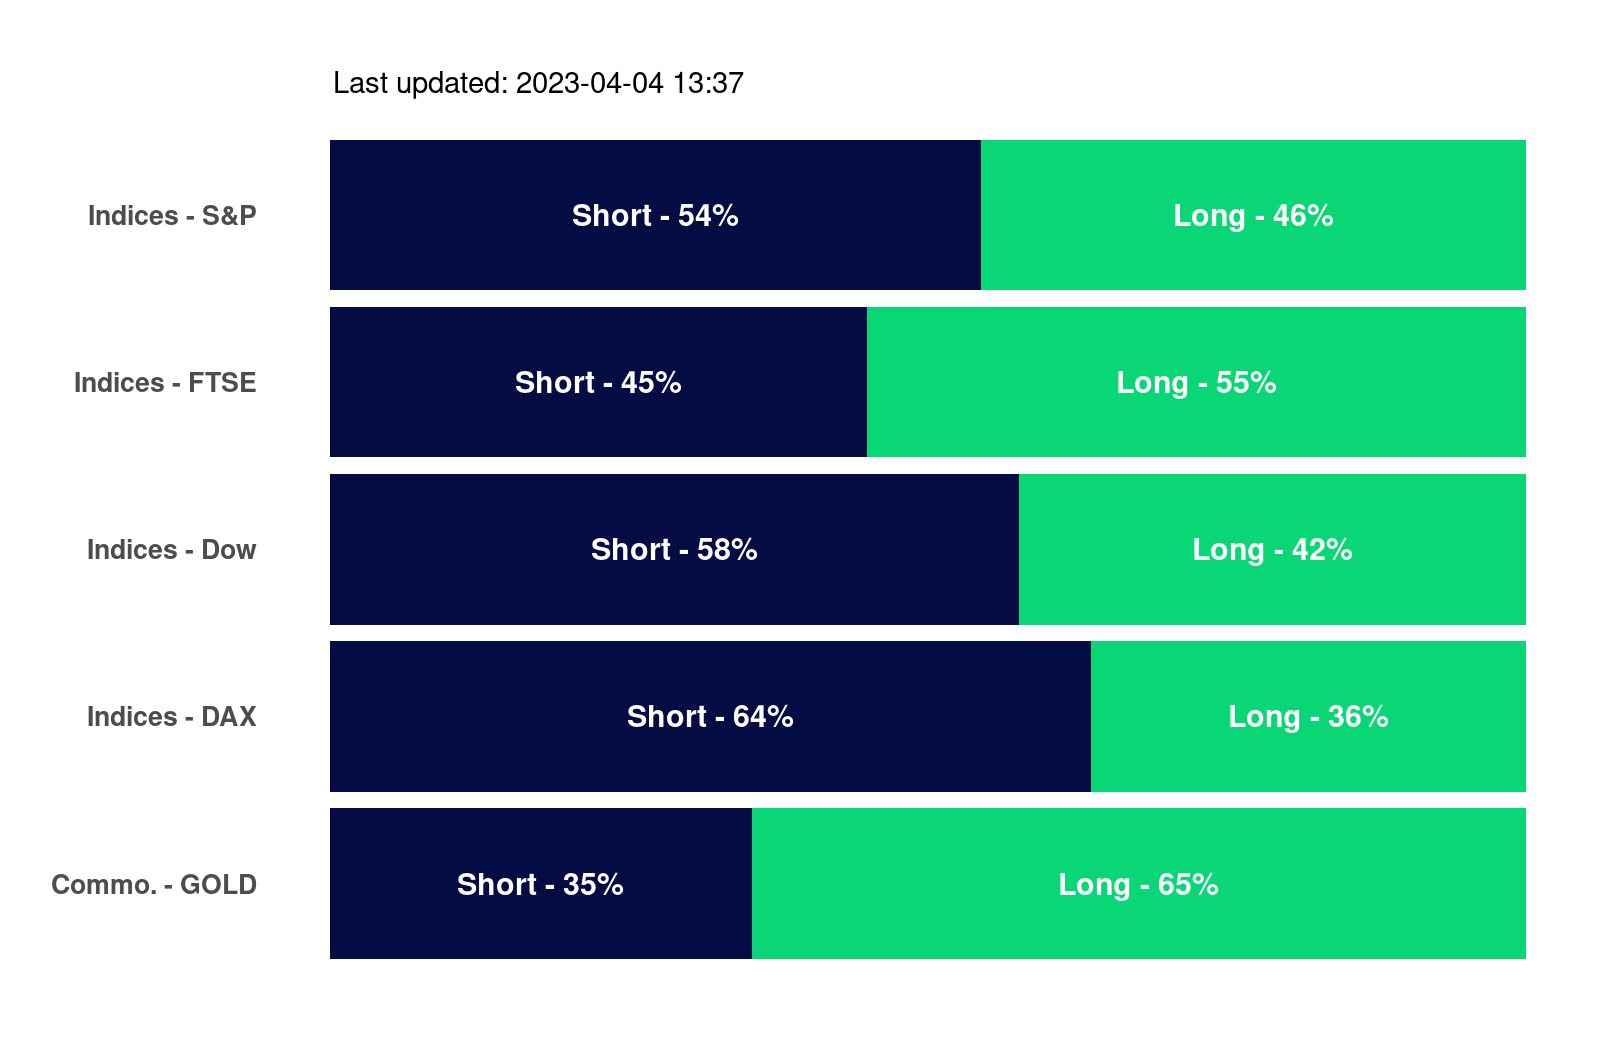 Last updated: 2023-04-04 13:37
Indices - S&P Short - 54% Long - 46%
Indices - FTSE Short - 45% Long - 55%
Indices - Dow Short - 58% Long - 42%
Indices - DAX Short - 64% Long - 36%
Commo. - GOLD Short - 35% Long - 65%